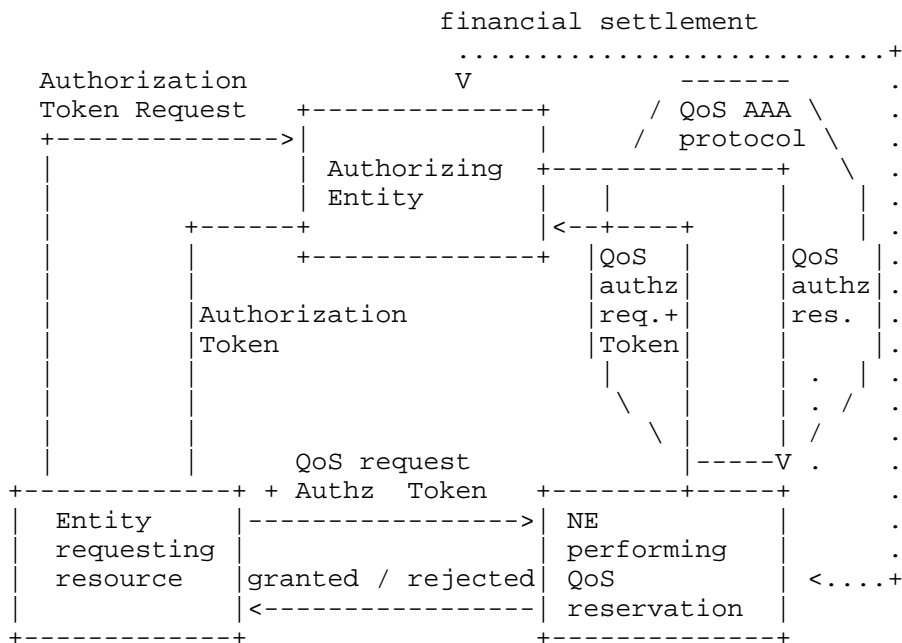 financial settlement
Authorization
Token Request
QoS AAA
protocol
Authorizing
Entity
QoS
authz
req.+
Token
QoS
authz
res.
Authorization
Token
QoS request
+ Authz Token
Entity
requesting
resource
granted / rejected
NE
performing
QoS
reservation